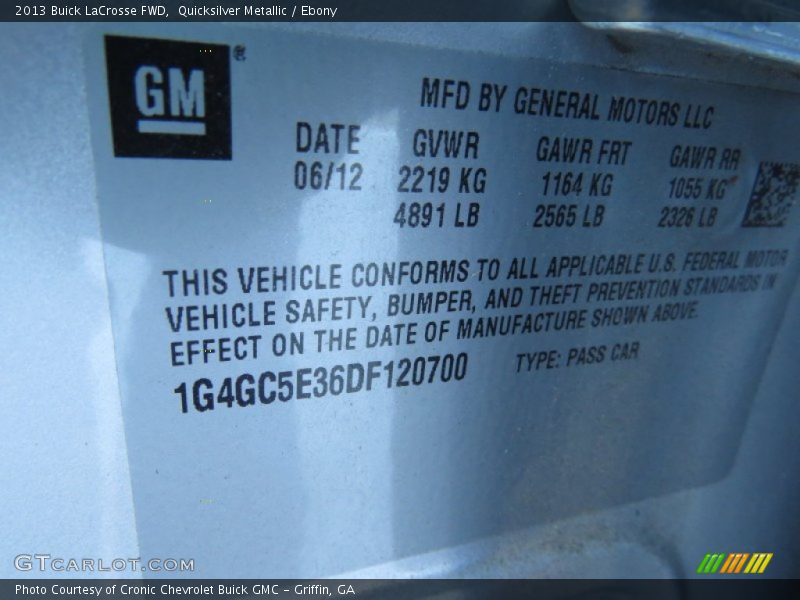 2013 Buick LaCrosse FWD, Quicksilver Metallic / Ebony
GM ®
MFD BY GENERAL MOTORS LLC
DATE GVWR GAWR FRT GAWR RR
06/12 2219 KG 1164 KG 1055 KG
4891 LB 2565 LB 2326 LB
THIS VEHICLE CONFORMS TO ALL APPLICABLE U.S. FEDERAL MOTOR
VEHICLE SAFETY, BUMPER, AND THEFT PREVENTION STANDARDS IN
EFFECT ON THE DATE OF MANUFACTURE SHOWN ABOVE.
1G4GC5E36DF120700 TYPE: PASS CAR
GTCARLOT.COM
Photo Courtesy of Cronic Chevrolet Buick GMC – Griffin, GA